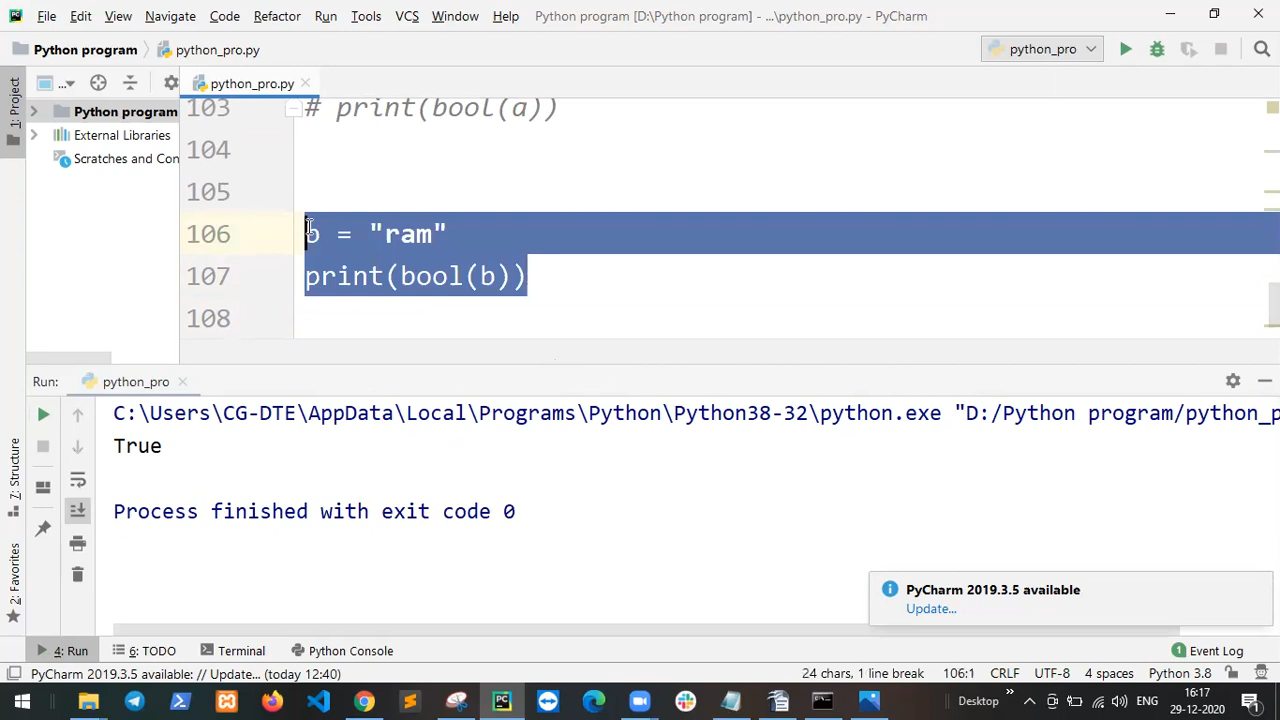 File Edit View Navigate Code Refactor Run Tools VCS Window Help Python program [D:\Python program] - ...\python_pro.py - PyCharm
Python program python_pro.py python_pro
1: Project ... python_pro.py
Python program
External Libraries
Scratches and Con
103 # print(bool(a))
104
105
106 b = "ram"
107 print(bool(b))
108
Run: python_pro
C:\Users\CG-DTE\AppData\Local\Programs\Python\Python38-32\python.exe "D:/Python program/python_p
True
Process finished with exit code 0
7: Structure
2: Favorites
PyCharm 2019.3.5 available
Update...
4: Run 6: TODO Terminal Python Console Event Log
PyCharm 2019.3.5 available // Update... (today 12:40) 24 chars, 1 line break 106:1 CRLF UTF-8 4 spaces Python 3.8
Desktop ENG 16:17
29-12-2020